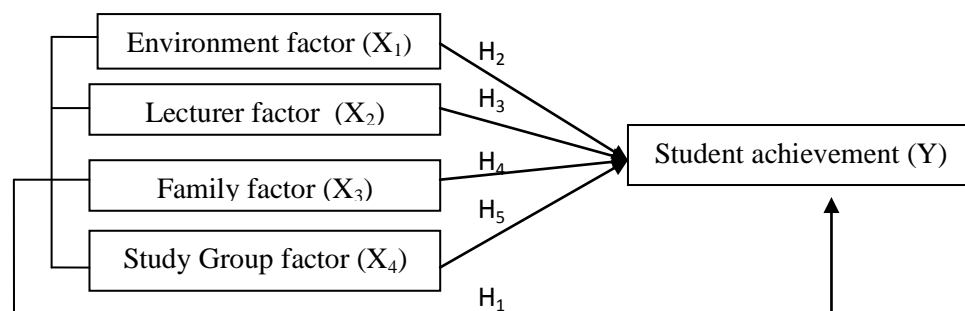 Environment factor (X₁)
H₂
Lecturer factor (X₂)
H₃
Student achievement (Y)
Family factor (X₃)
H₄
Study Group factor (X₄)
H₅
H₁